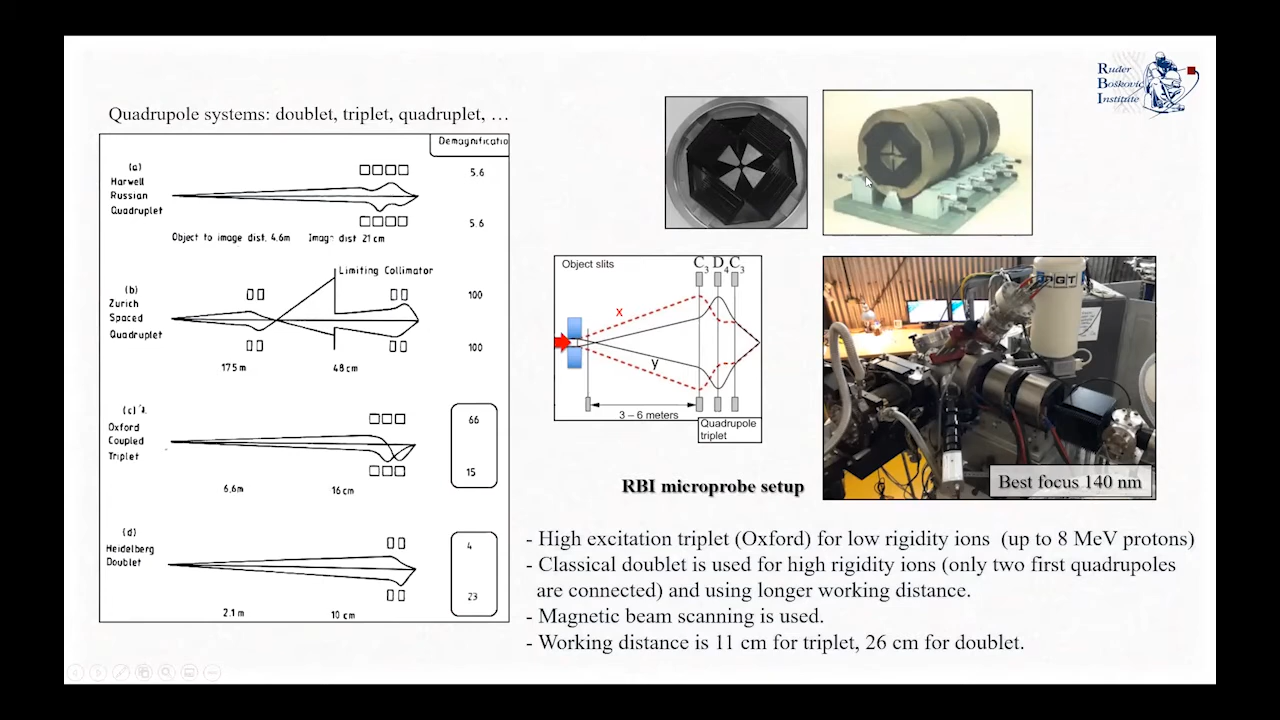 Ruđer
Bošković
Institute
Quadrupole systems: doublet, triplet, quadruplet, …
Demagnificatio
(a)
Harwell
Russian
Quadruplet
5.6
5.6
Object to image dist. 4.6m Image dist 21 cm
(b)
Zurich
Spaced
Quadruplet
Limiting Collimator
100
100
17.5 m 48 cm
(c)
Oxford
Coupled
Triplet
66
15
6.6m 16 cm
(d)
Heidelberg
Doublet
4
23
2.1 m 10 cm
Object slits
C3 D4 C3
x
y
3 – 6 meters
Quadrupole
triplet
PGT
Best focus 140 nm
RBI microprobe setup
- High excitation triplet (Oxford) for low rigidity ions (up to 8 MeV protons)
- Classical doublet is used for high rigidity ions (only two first quadrupoles
are connected) and using longer working distance.
- Magnetic beam scanning is used.
- Working distance is 11 cm for triplet, 26 cm for doublet.